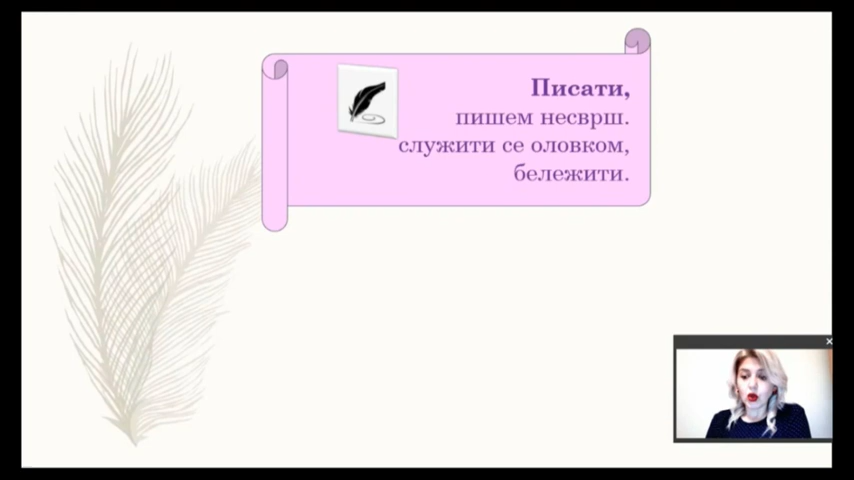 Писати,
пишем несврш.
служити се оловком,
бележити.